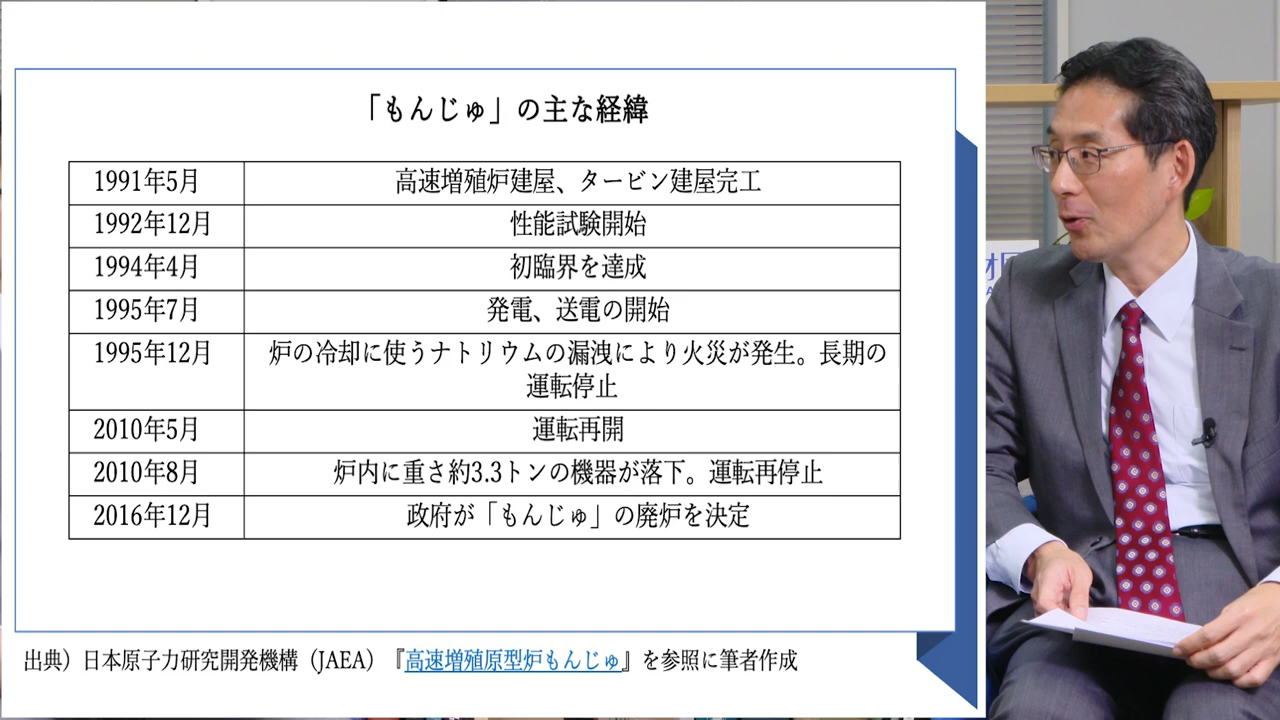 「もんじゅ」の主な経緯
1991年5月 高速増殖炉建屋、タービン建屋完工
1992年12月 性能試験開始
1994年4月 初臨界を達成
1995年7月 発電、送電の開始
1995年12月 炉の冷却に使うナトリウムの漏洩により火災が発生。長期の
運転停止
2010年5月 運転再開
2010年8月 炉内に重さ約3.3トンの機器が落下。運転再停止
2016年12月 政府が「もんじゅ」の廃炉を決定
出典）日本原子力研究開発機構（JAEA）『高速増殖原型炉もんじゅ』を参照に筆者作成
財